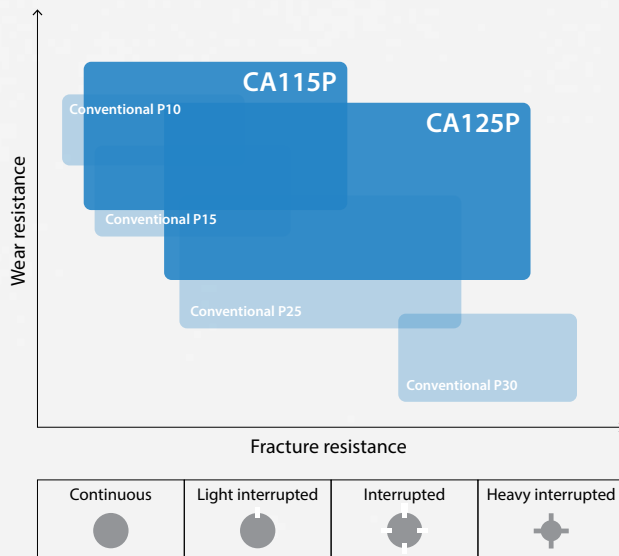 CA115P
Conventional P10
CA125P
Wear resistance
Conventional P15
Conventional P25
Conventional P30
Fracture resistance
Continuous
Light interrupted
Interrupted
Heavy interrupted